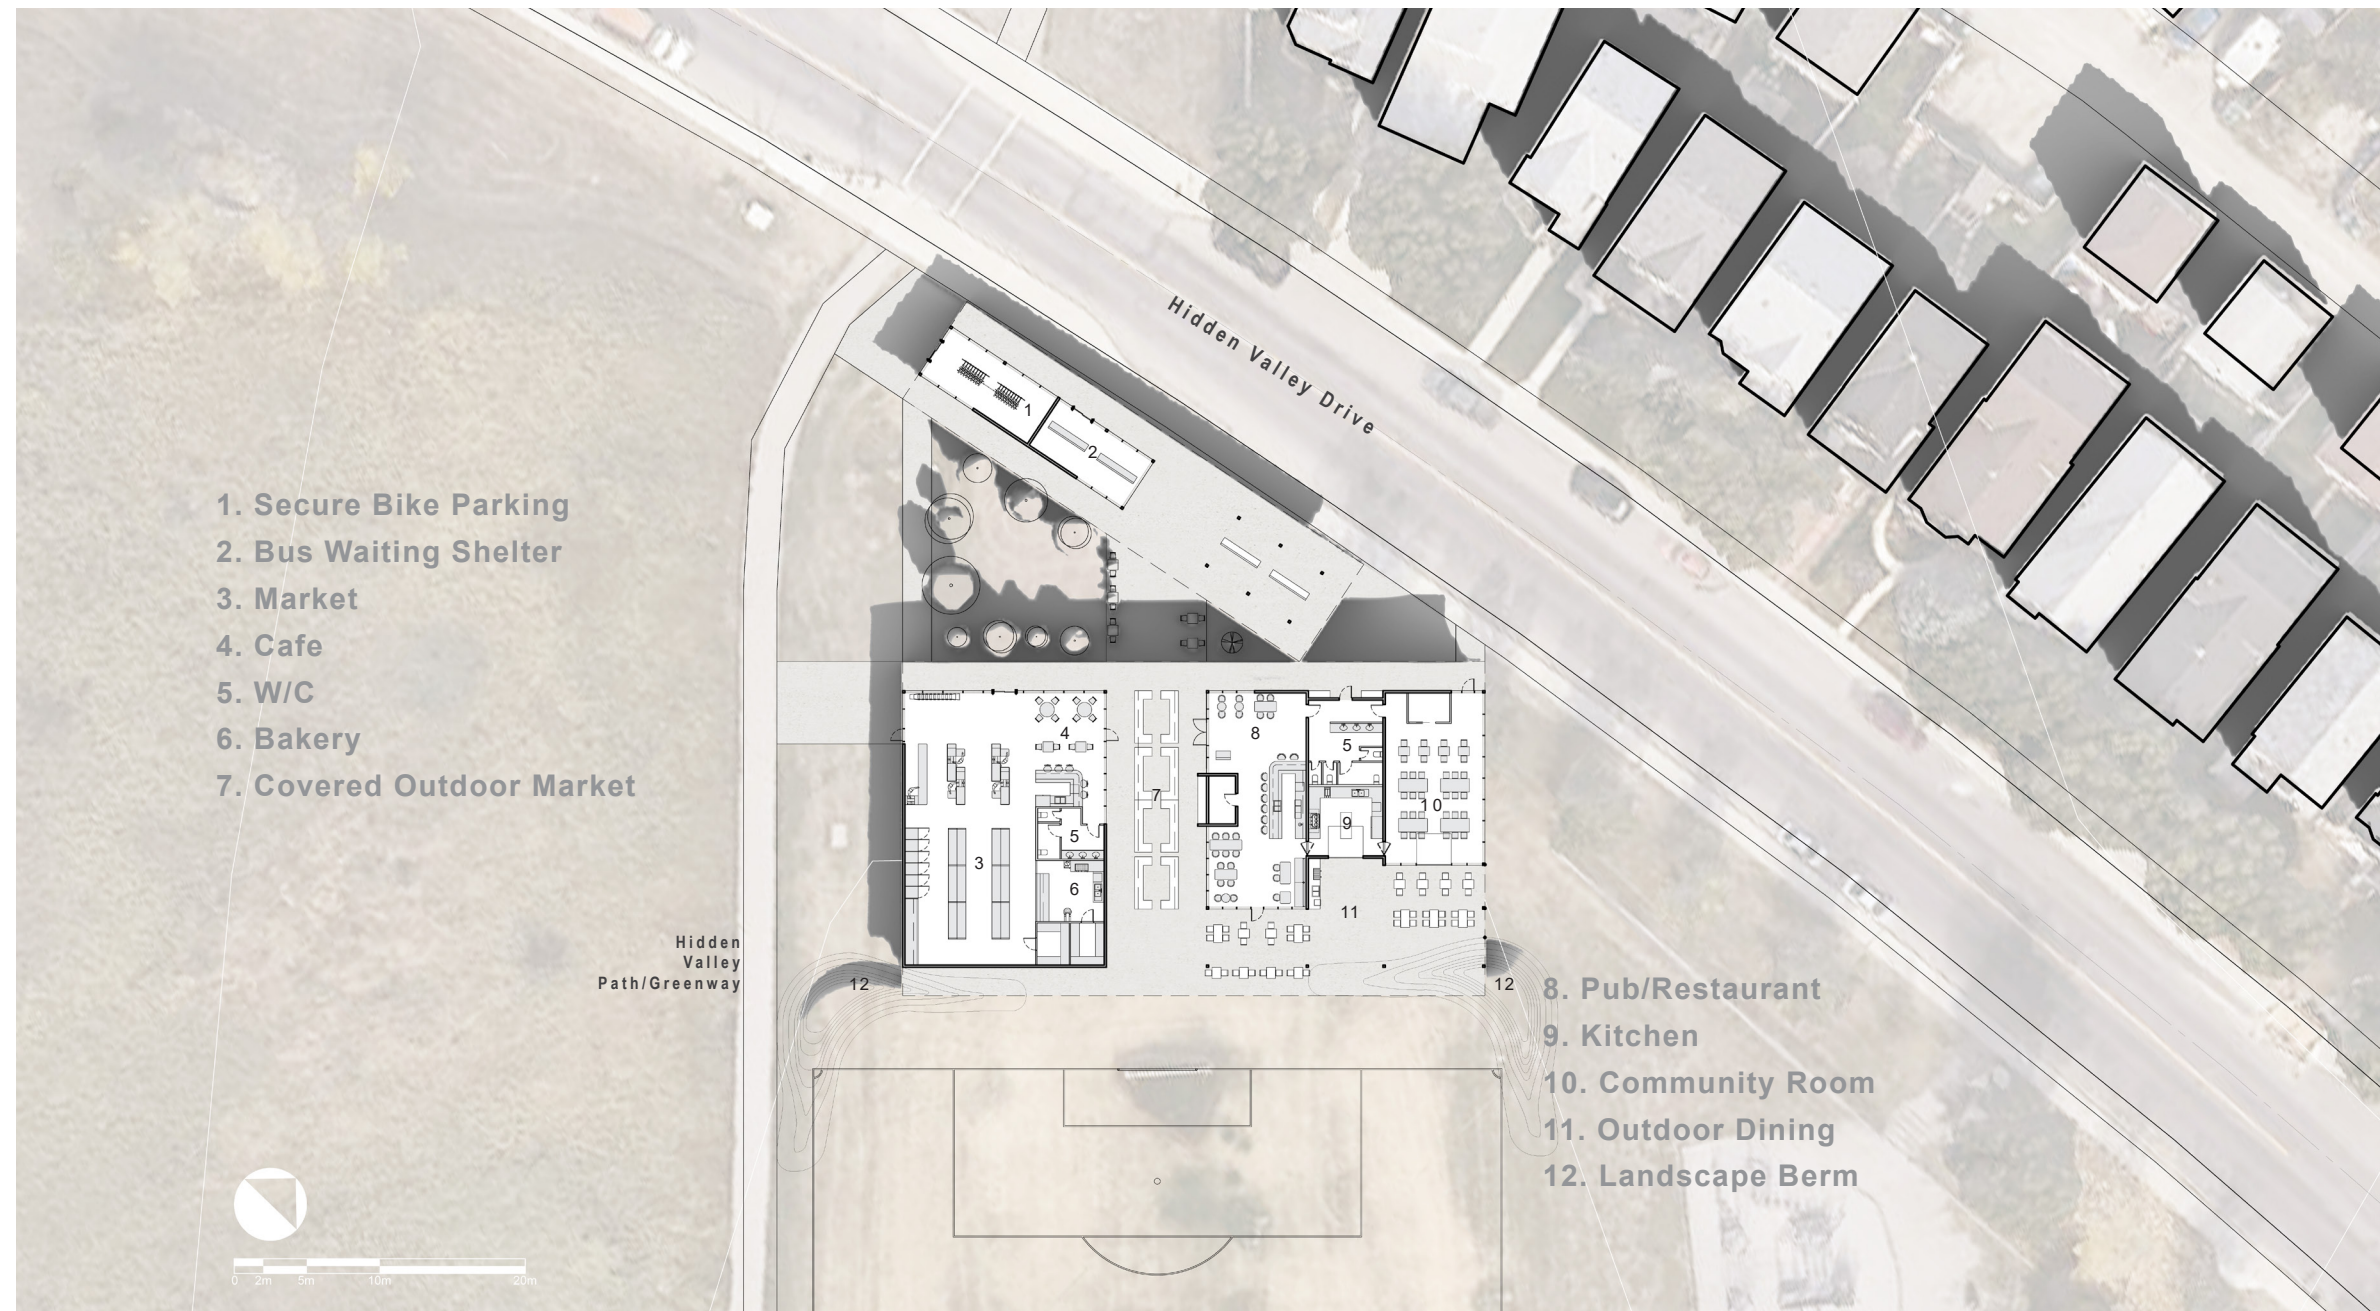 Hidden Valley Drive
1
2
1. Secure Bike Parking
2. Bus Waiting Shelter
3. Market
4. Cafe
5. W/C
6. Bakery
7. Covered Outdoor Market
4
8
5
7
10
9
5
3
6
11
Hidden
Valley
Path/Greenway
12
12
8. Pub/Restaurant
9. Kitchen
10. Community Room
11. Outdoor Dining
12. Landscape Berm
0 2m 5m 10m 20m